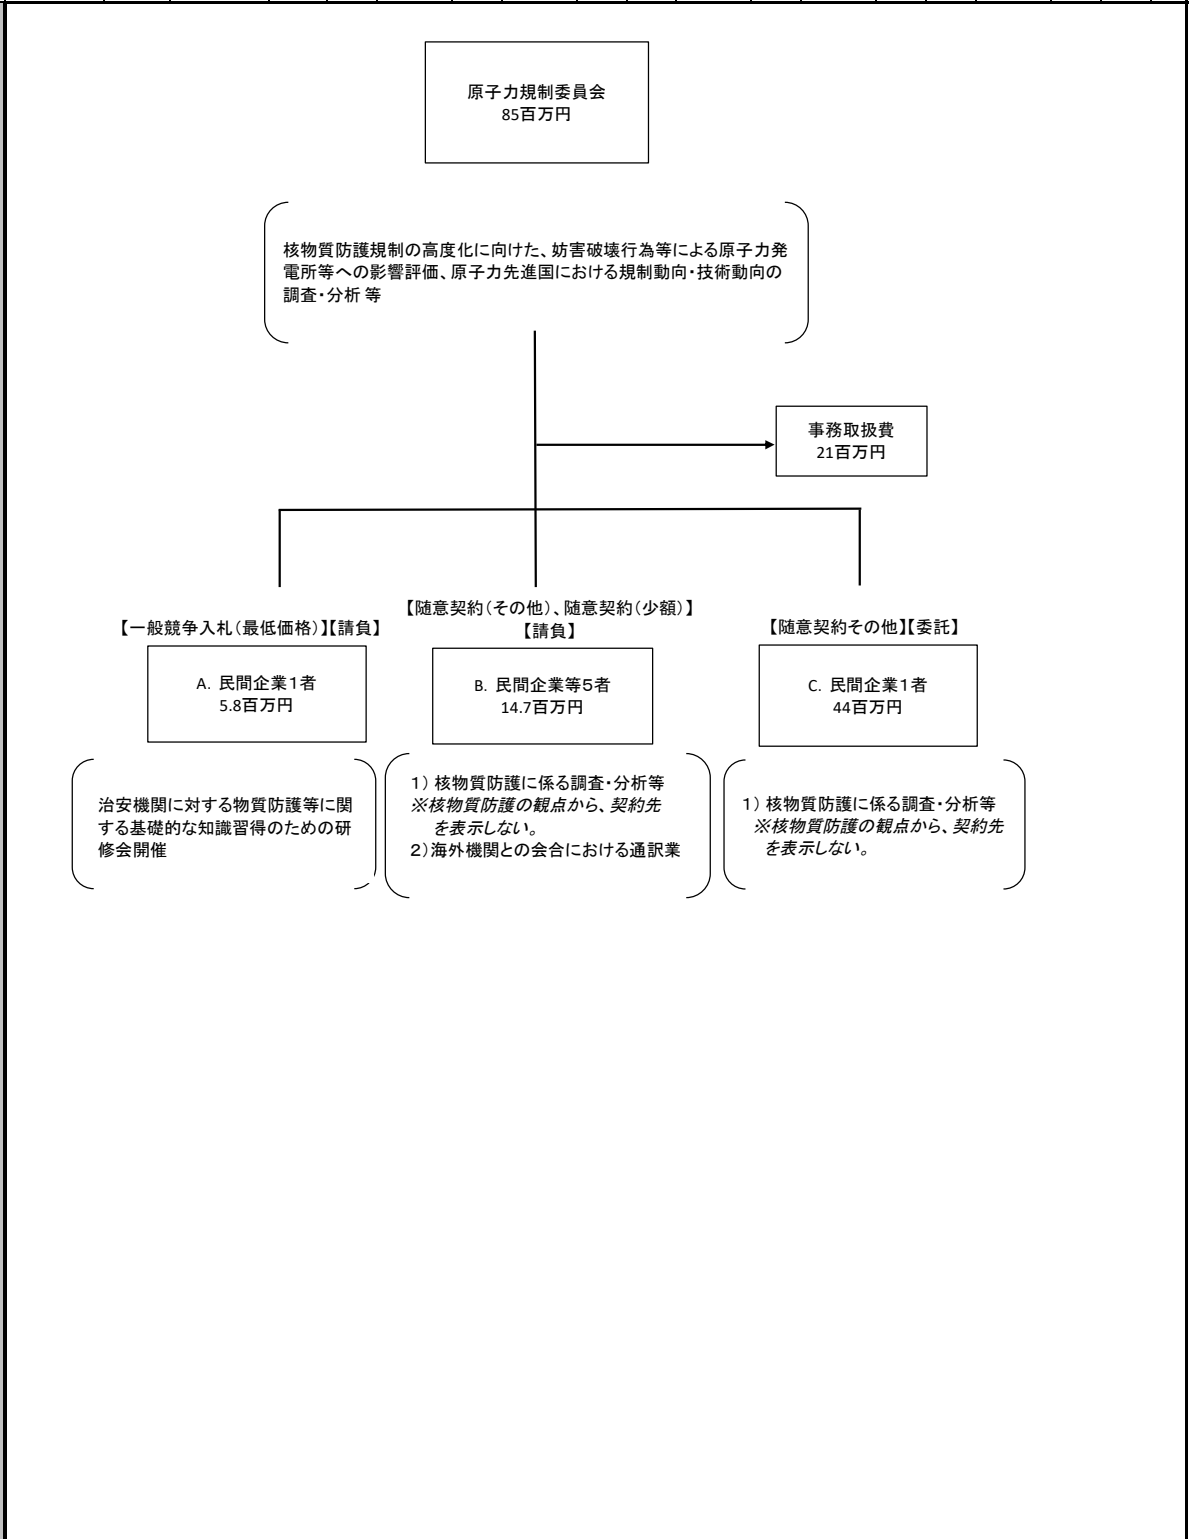 原子力規制委員会
85百万円
核物質防護規制の高度化に向けた、妨害破壊行為等による原子力発
電所等への影響評価、原子力先進国における規制動向・技術動向の
調査・分析 等
事務取扱費
21百万円
【一般競争入札(最低価格)】【請負】
A. 民間企業1者
5.8百万円
治安機関に対する物質防護等に関
する基礎的な知識習得のための研
修会開催
【随意契約(その他)、随意契約(少額)】
【請負】
B. 民間企業等5者
14.7百万円
1) 核物質防護に係る調査・分析等
※核物質防護の観点から、契約先
を表示しない。
2)海外機関との会合における通訳業
【随意契約その他】【委託】
C. 民間企業1者
44百万円
1) 核物質防護に係る調査・分析等
※核物質防護の観点から、契約先
を表示しない。